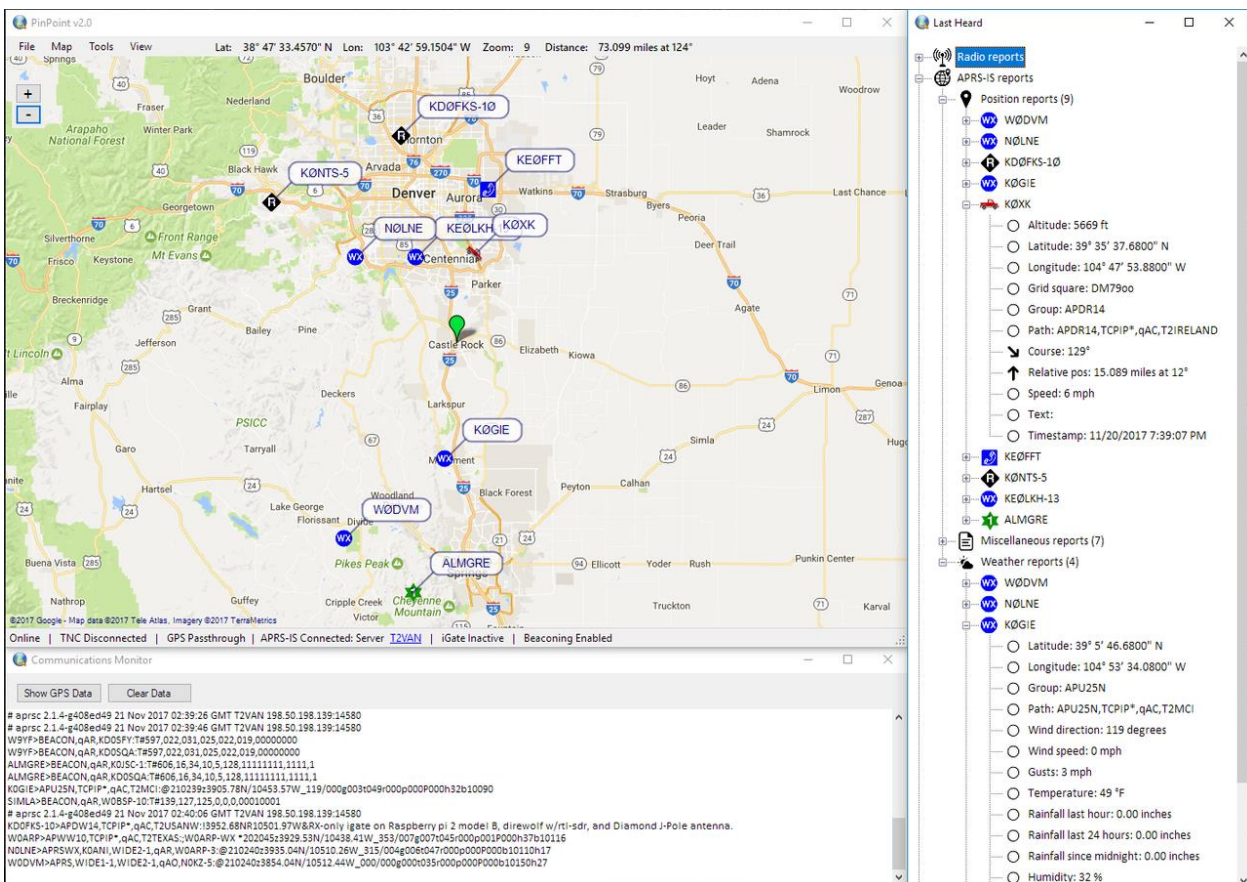 PinPoint v2.0
File Map Tools View Lat: 38° 47' 33.4570" N Lon: 103° 42' 59.1504" W Zoom: 9 Distance: 73.099 miles at 124°
Springs
Boulder
Hoyt
Adena
Woodrow
+
-
Fraser
Nederland
KDØFKS-1Ø
Arapaho
National Forest
Winter Park
Leader
Shamrock
Black Hawk
KØNTS-5
Arvada
KEØFFT
Denver
Aurora
Watkins
Strasburg
Byers
Last Chance
Georgetown
Peoria
Front Range
NØLNE
KEØLKH
KØXK
Silverthorne
Frisco
Keystone
Mt Evans
Centennial
Deer Trail
Parker
Breckenridge
Grant
Agate
Bailey
Pine
Jefferson
t Lincoln
Castle Rock
Elizabeth
Kiowa
Alma
Limon
Genoa
Fairplay
Deckers
Larkspur
PSICC
KØGIE
Garo
Tarryall
Simla
Hugo
Hartsel
Black Forest
Peyton
Calhan
Lake George
Woodland
Florissant
Divide
WØDVM
Buena Vista
Pikes Peak
ALMGRE
Springs
Ellicott
Yoder
Rush
Punkin Center
Nathrop
Guffey
Cripple Creek
Cheyenne
Mountain
Victor
Truckton
Karval
©2017 Google - Map data ©2017 Tele Atlas, Imagery ©2017 TerraMetrics
Online | TNC Disconnected | GPS Passthrough | APRS-IS Connected: Server T2VAN | iGate Inactive | Beaconing Enabled
Communications Monitor
Show GPS Data Clear Data
# aprsc 2.1.4-g408ed49 21 Nov 2017 02:39:26 GMT T2VAN 198.50.198.139:14580
# aprsc 2.1.4-g408ed49 21 Nov 2017 02:39:46 GMT T2VAN 198.50.198.139:14580
W9YF>BEACON,qAR,KD0SFY:T#597,022,031,025,022,019,00000000
W9YF>BEACON,qAR,KD0SQA:T#597,022,031,025,022,019,00000000
ALMGRE>BEACON,qAR,K0JSC-1:T#606,16,34,10,5,128,11111111,1111,1
ALMGRE>BEACON,qAR,KD0SQA:T#606,16,34,10,5,128,11111111,1111,1
K0GIE>APU25N,TCPIP*,qAC,T2MCI:@210239z3905.78N/10453.57W_119/000g003t049r000p000P000h32b10090
SIMLA>BEACON,qAR,W0BSP-10:T#139,127,125,0,0,0,00010001
# aprsc 2.1.4-g408ed49 21 Nov 2017 02:40:06 GMT T2VAN 198.50.198.139:14580
KD0FKS-10>APDW14,TCPIP*,qAC,T2USANW:!3952.68NR10501.97W&RX-only igate on Raspberry pi 2 model B, direwolf w/rtl-sdr, and Diamond J-Pole antenna.
W0ARP>APWW10,TCPIP*,qAC,T2TEXAS:;W0ARP-WX *202045z3929.53N/10438.41W_353/007g007t045r000p001P000h37b10116
N0LNE>APRSWX,K0ANI,WIDE2-1,qAR,W0ARP-3:@210240z3935.04N/10510.26W_315/004g006t047r000p000P000b10110h17
W0DVM>APRS,WIDE1-1,WIDE2-1,qAO,N0KZ-5:@210240z3854.04N/10512.44W_000/000g000t035r000p000P000b10150h27
Last Heard
Radio reports
APRS-IS reports
Position reports (9)
WØDVM
NØLNE
KDØFKS-1Ø
KØGIE
KØXK
Altitude: 5669 ft
Latitude: 39° 35' 37.6800" N
Longitude: 104° 47' 53.8800" W
Grid square: DM79oo
Group: APDR14
Path: APDR14,TCPIP*,qAC,T2IRELAND
Course: 129°
Relative pos: 15.089 miles at 12°
Speed: 6 mph
Text:
Timestamp: 11/20/2017 7:39:07 PM
KEØFFT
KØNTS-5
KEØLKH-13
ALMGRE
Miscellaneous reports (7)
Weather reports (4)
WØDVM
NØLNE
KØGIE
Latitude: 39° 5' 46.6800" N
Longitude: 104° 53' 34.0800" W
Group: APU25N
Path: APU25N,TCPIP*,qAC,T2MCI
Wind direction: 119 degrees
Wind speed: 0 mph
Gusts: 3 mph
Temperature: 49 °F
Rainfall last hour: 0.00 inches
Rainfall last 24 hours: 0.00 inches
Rainfall since midnight: 0.00 inches
Humidity: 32 %